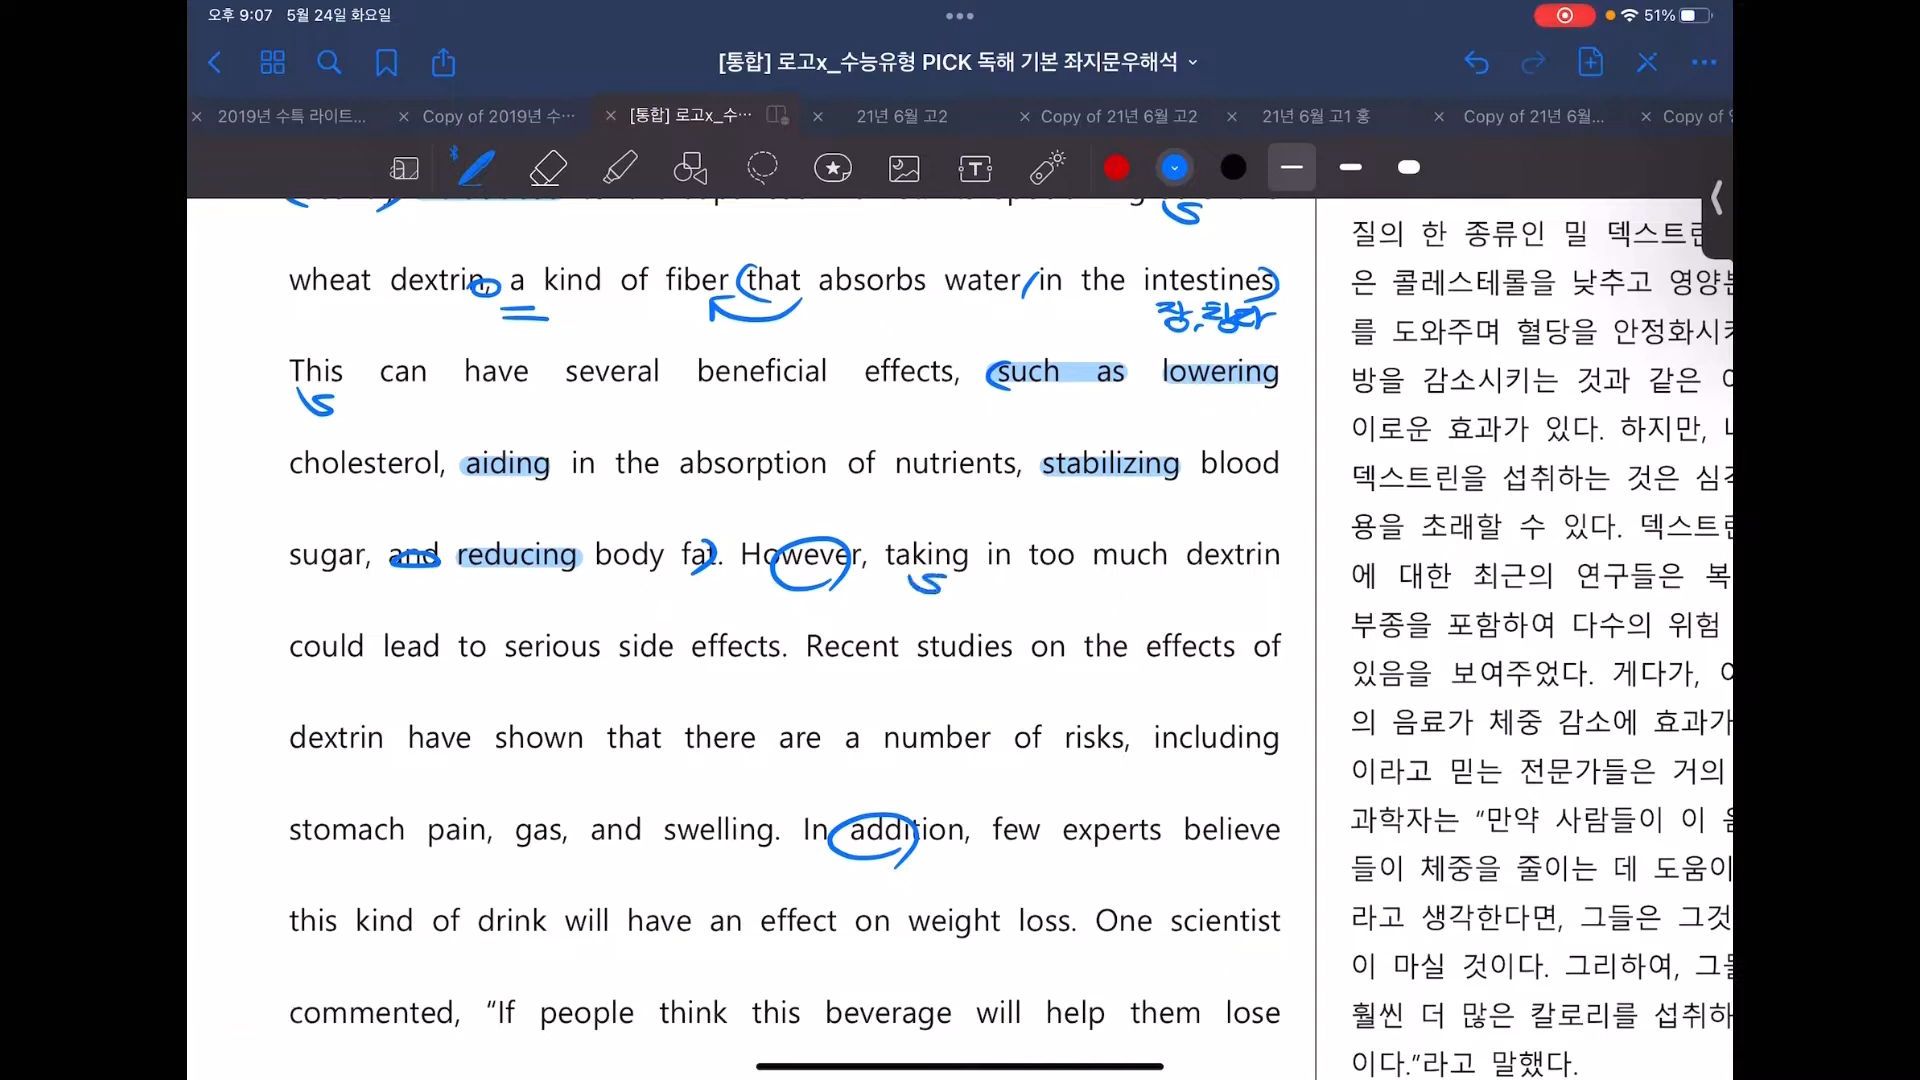 오후 9:07 5월 24일 화요일
51%
[통합] 로고x_수능유형 PICK 독해 기본 좌지문우해석
2019년 수특 라이트...
Copy of 2019년 수...
[통합] 로고x_수...
21년 6월 고2
Copy of 21년 6월 고2
21년 6월 고1 홍
Copy of 21년 6월...
Copy of
wheat dextrin, a kind of fiber that absorbs water in the intestines
장, 창자
This can have several beneficial effects, such as lowering
cholesterol, aiding in the absorption of nutrients, stabilizing blood
sugar, and reducing body fat. However, taking in too much dextrin
could lead to serious side effects. Recent studies on the effects of
dextrin have shown that there are a number of risks, including
stomach pain, gas, and swelling. In addition, few experts believe
this kind of drink will have an effect on weight loss. One scientist
commented, “If people think this beverage will help them lose
질의 한 종류인 밀 덱스트린
은 콜레스테롤을 낮추고 영양분
를 도와주며 혈당을 안정화시키
방을 감소시키는 것과 같은
이로운 효과가 있다. 하지만,
덱스트린을 섭취하는 것은 심각
용을 초래할 수 있다. 덱스트린
에 대한 최근의 연구들은 복
부종을 포함하여 다수의 위험
있음을 보여주었다. 게다가,
의 음료가 체중 감소에 효과가
이라고 믿는 전문가들은 거의
과학자는 “만약 사람들이 이
들이 체중을 줄이는 데 도움이
라고 생각한다면, 그들은 그것
이 마실 것이다. 그리하여, 그들
훨씬 더 많은 칼로리를 섭취하
이다.”라고 말했다.